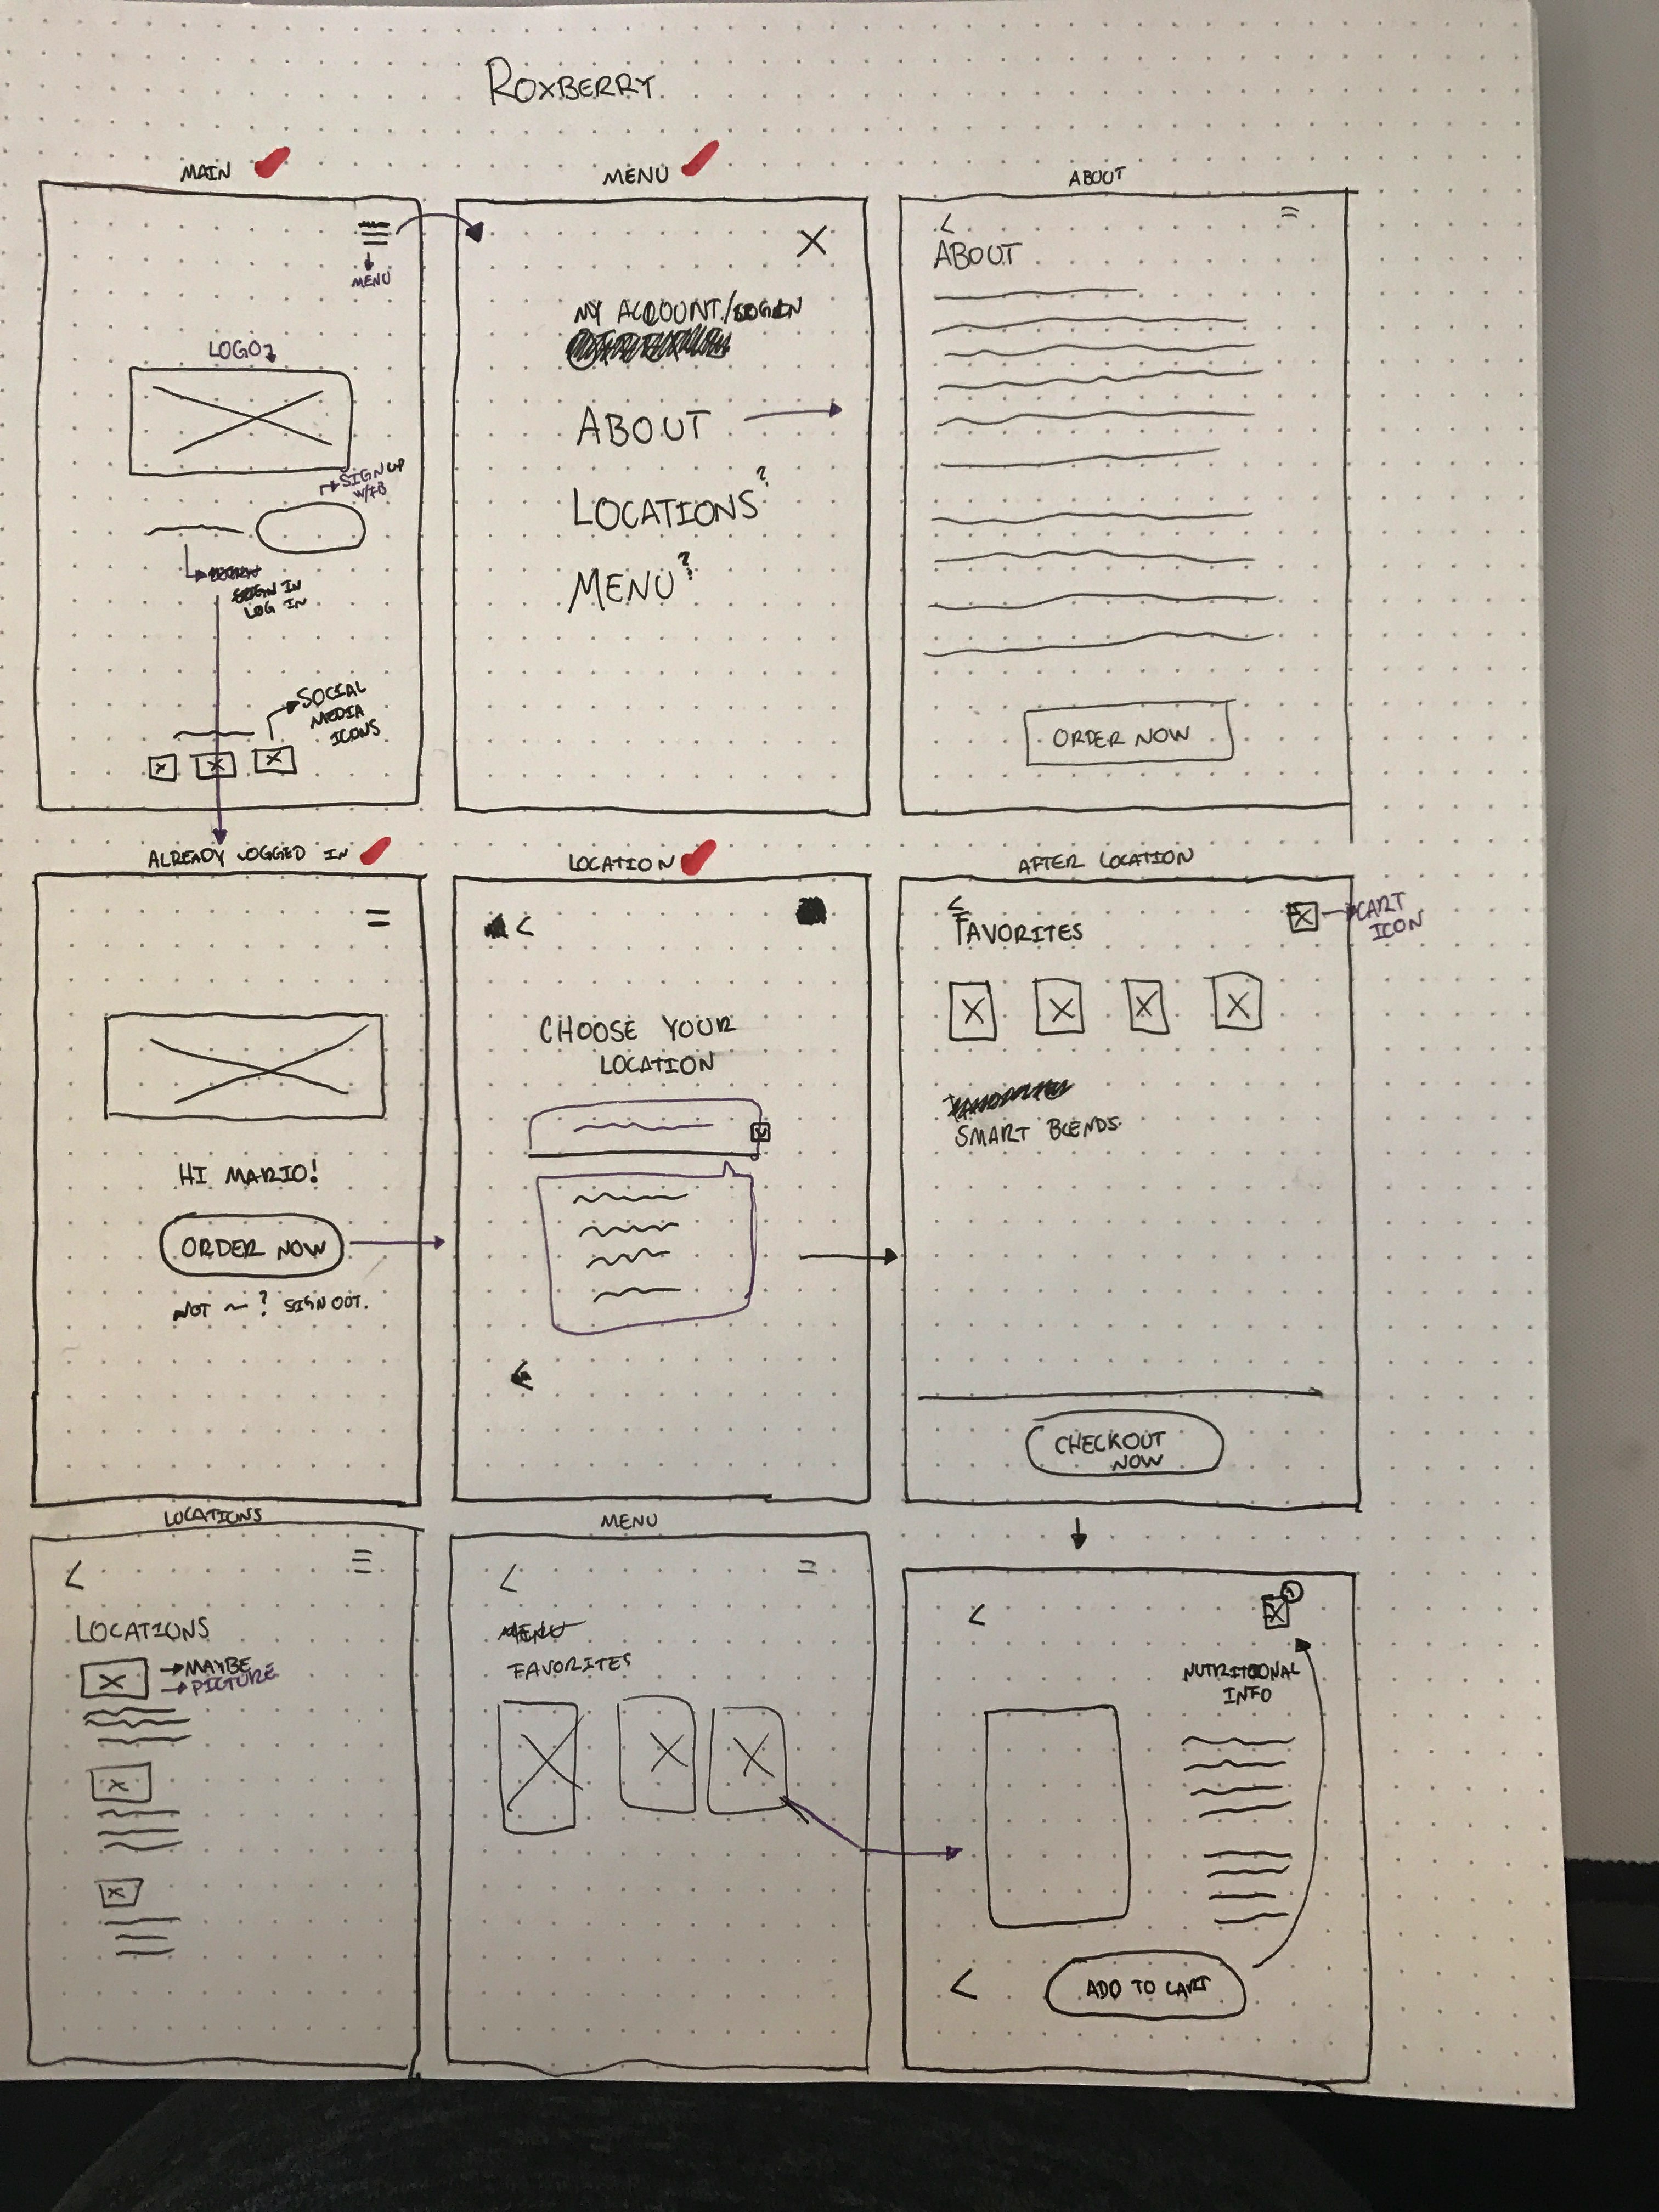 ROXBERRY
MAIN
MENU
LOGO
SIGN UP
W/FB
LOG IN
SOCIAL
MEDIA
ICONS
MENU
X
MY ACCOUNT/LOGIN
ABOUT
LOCATIONS?
MENU?
ABOUT
<
ABOUT
ORDER NOW
ALREADY LOGGED IN
HI MARIO!
ORDER NOW
NOT ~ ? SIGN OUT.
LOCATION
<
CHOOSE YOUR
LOCATION
AFTER LOCATION
<
FAVORITES
CART
ICON
SMART BLENDS
CHECKOUT
NOW
LOCATIONS
<
LOCATIONS
MAYBE
PICTURE
MENU
<
MENU
FAVORITES
<
1
NUTRITIONAL
INFO
<
ADD TO CART